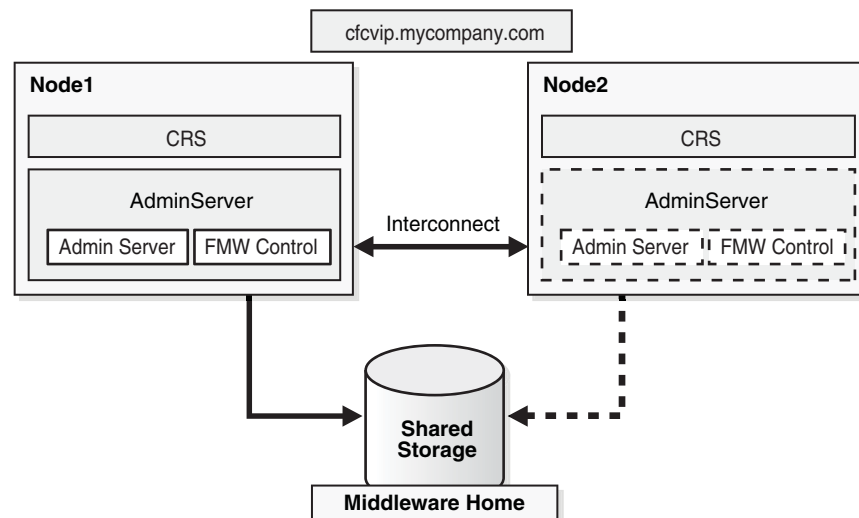 cfcvip.mycompany.com
Node1
CRS
AdminServer
Admin Server
FMW Control
Interconnect
Node2
CRS
AdminServer
Admin Server
FMW Control
Shared
Storage
Middleware Home